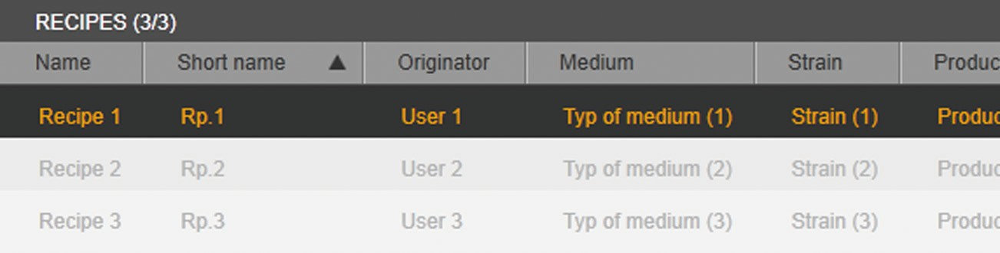 RECIPES (3/3)
Name Short name ▲ Originator Medium Strain Produc
Recipe 1 Rp.1 User 1 Typ of medium (1) Strain (1) Produc
Recipe 2 Rp.2 User 2 Typ of medium (2) Strain (2) Produc
Recipe 3 Rp.3 User 3 Typ of medium (3) Strain (3) Produc